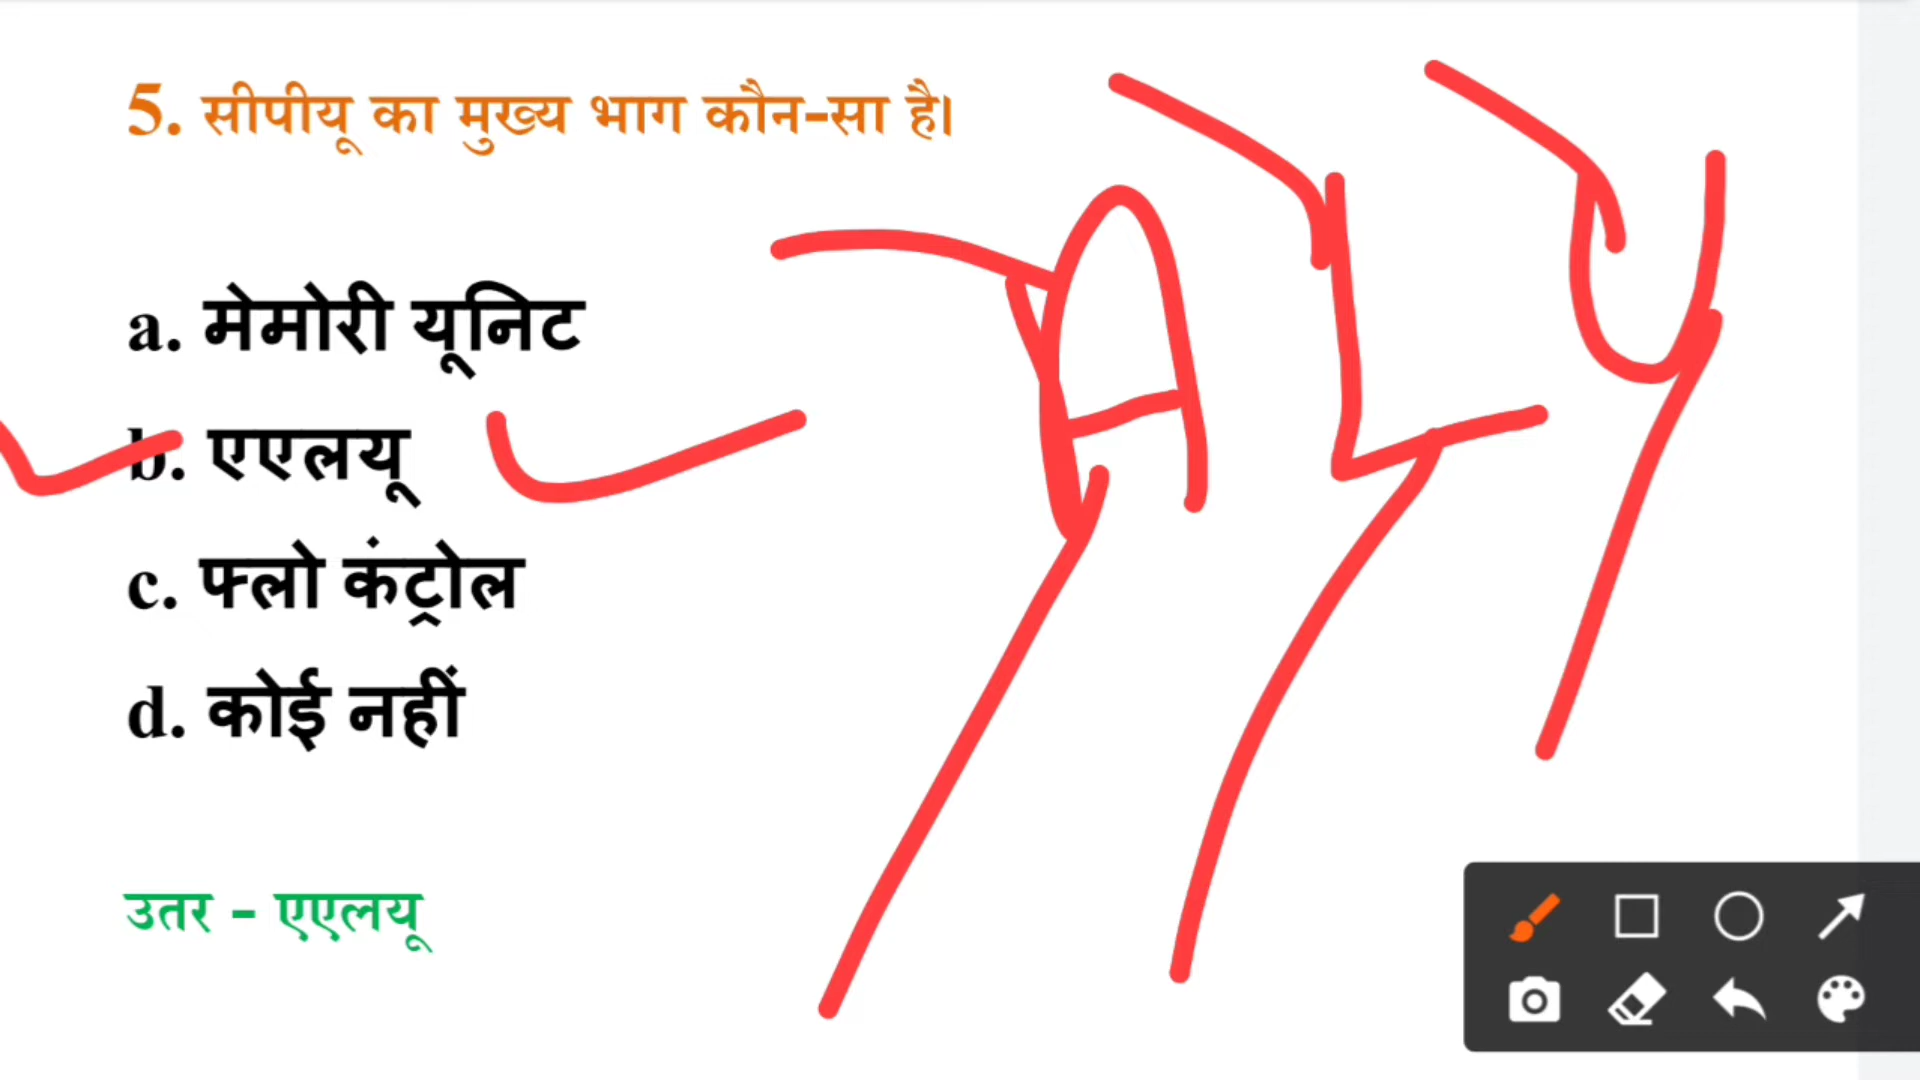 5. सीपीयू का मुख्य भाग कौन-सा है।
a. मेमोरी यूनिट
b. एएलयू
c. फ्लो कंट्रोल
d. कोई नहीं
उतर - एएलयू
ALU